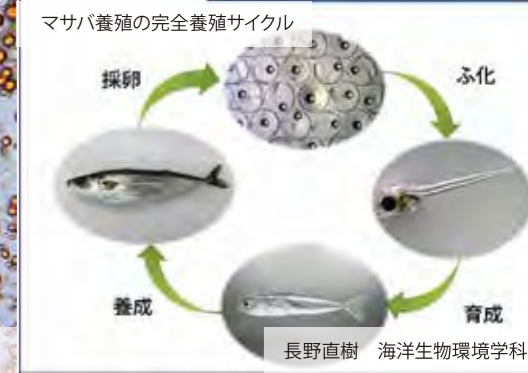 マサバ養殖の完全養殖サイクル
採卵
ふ化
養成
育成
長野直樹　海洋生物環境学科